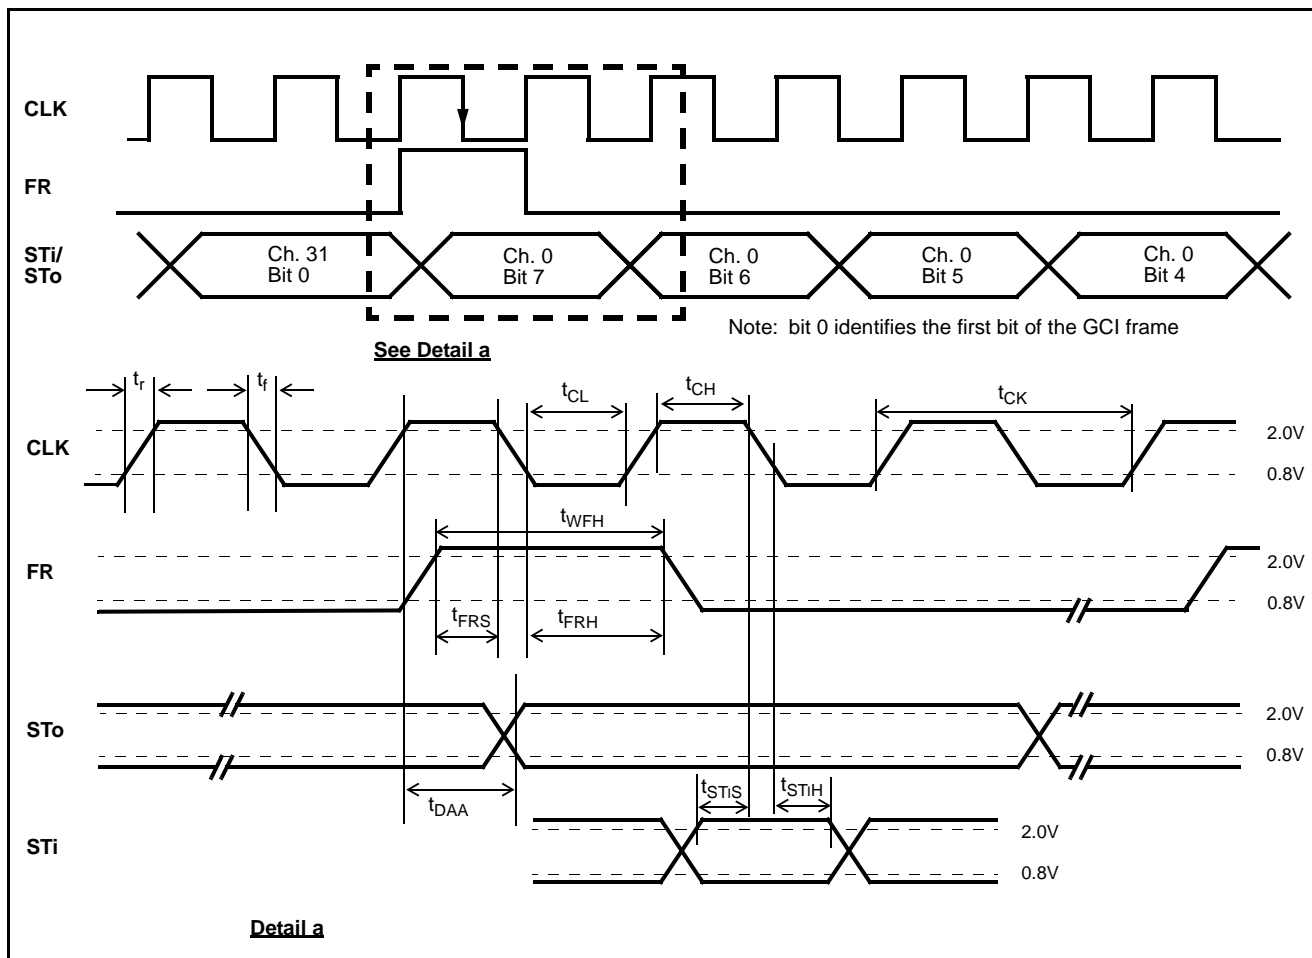 CLK
FR
STi/
STo
Ch. 31
Bit 0
Ch. 0
Bit 7
Ch. 0
Bit 6
Ch. 0
Bit 5
Ch. 0
Bit 4
Note: bit 0 identifies the first bit of the GCI frame
See Detail a
tr
tf
tCL
tCH
tCK
CLK
2.0V
0.8V
tWFH
FR
2.0V
0.8V
tFRS
tFRH
STo
2.0V
0.8V
tDAA
tSTiS
tSTiH
STi
2.0V
0.8V
Detail a